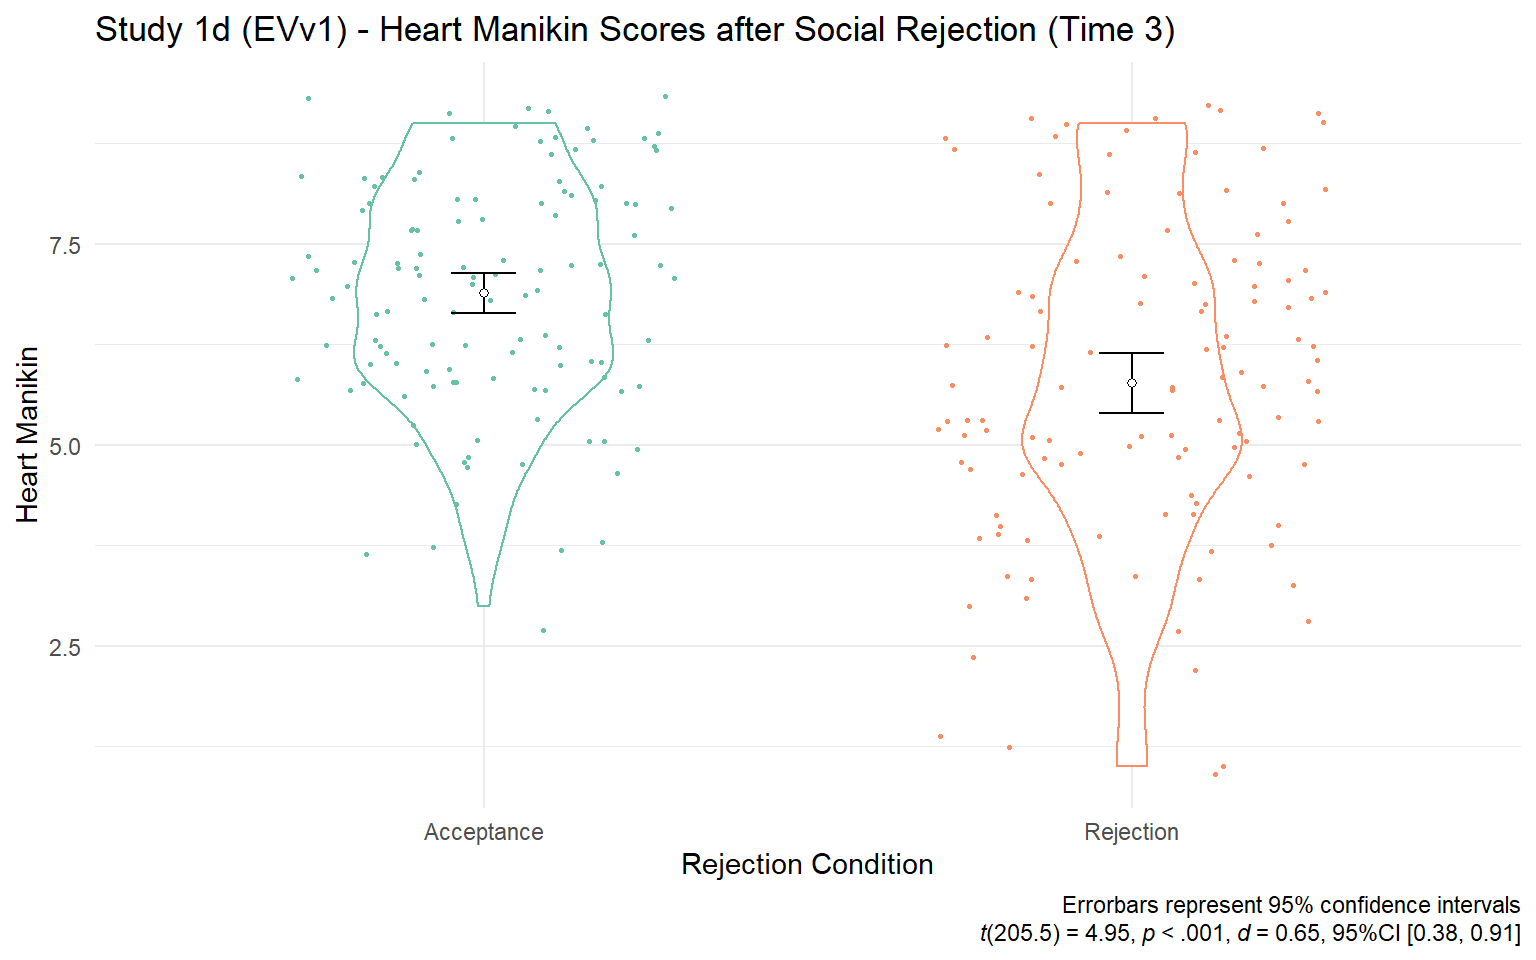 Study 1d (EVv1) - Heart Manikin Scores after Social Rejection (Time 3)
Heart Manikin
7.5
5.0
2.5
Acceptance
Rejection
Rejection Condition
Errorbars represent 95% confidence intervals
t(205.5) = 4.95, p < .001, d = 0.65, 95%CI [0.38, 0.91]